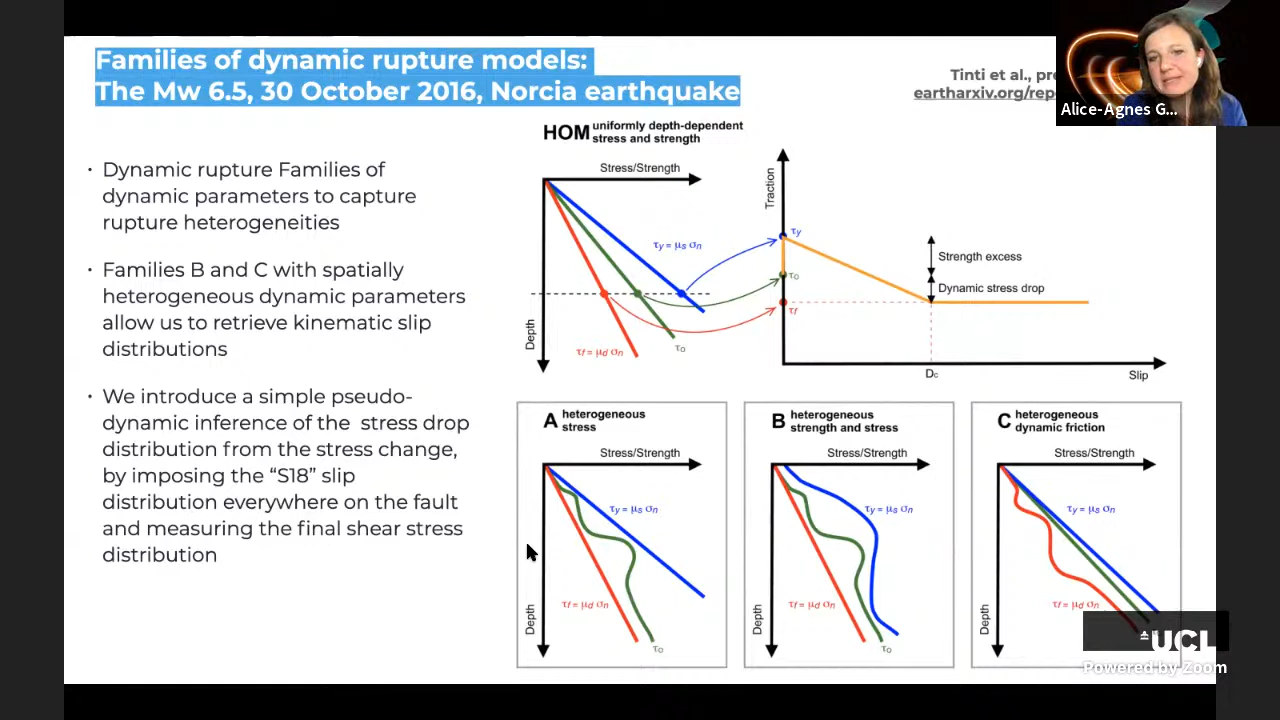 Families of dynamic rupture models:
The Mw 6.5, 30 October 2016, Norcia earthquake
Tinti et al., pre
eartharxiv.org/rep
Alice-Agnes G...
• Dynamic rupture Families of
dynamic parameters to capture
rupture heterogeneities
• Families B and C with spatially
heterogeneous dynamic parameters
allow us to retrieve kinematic slip
distributions
• We introduce a simple pseudo-
dynamic inference of the stress drop
distribution from the stress change,
by imposing the “S18” slip
distribution everywhere on the fault
and measuring the final shear stress
distribution
HOM uniformly depth-dependent
stress and strength
Stress/Strength
Depth
τy = μs σn
τf = μd σn
τo
Traction
τy
τo
τf
Strength excess
Dynamic stress drop
Dc
Slip
A heterogeneous
stress
Stress/Strength
τy = μs σn
τf = μd σn
Depth
τo
B heterogeneous
strength and stress
Stress/Strength
τy = μs σn
τf = μd σn
Depth
τo
C heterogeneous
dynamic friction
Stress/Strength
τy = μs σn
τf = μd σn
Depth
UCL
Powered by Zoom